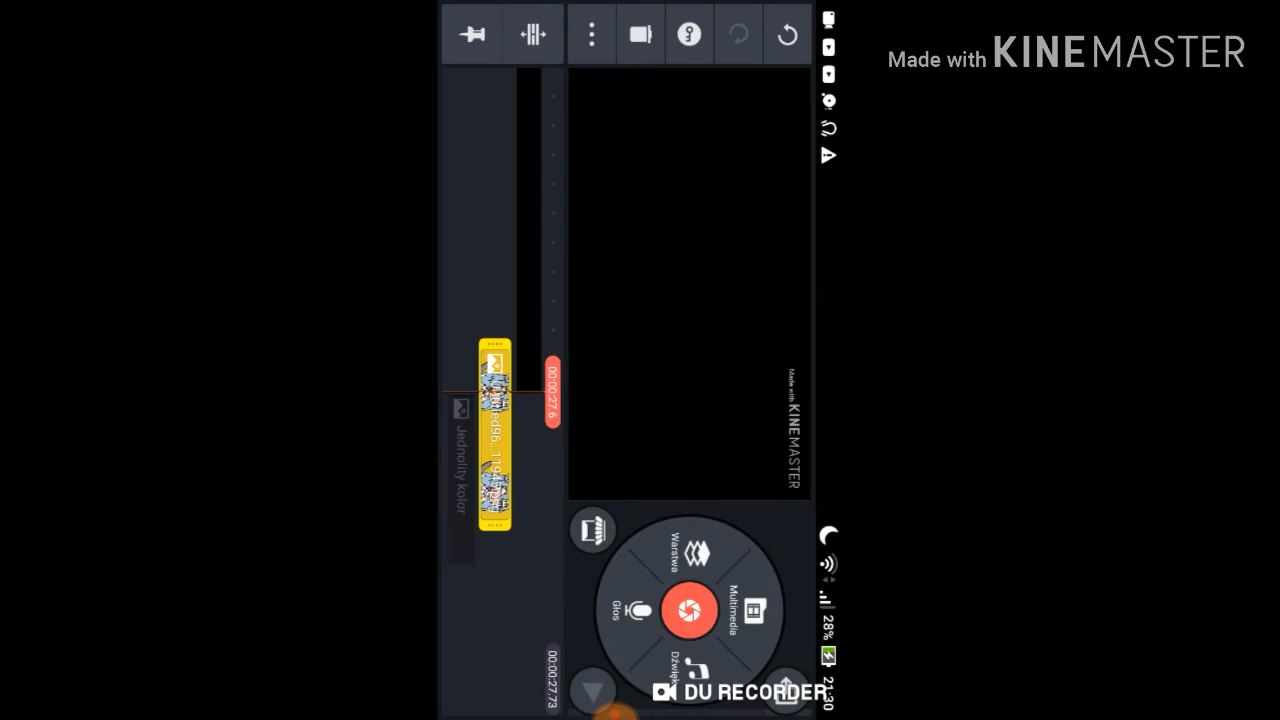 Made with KINEMASTER
28% 21:30
Made with KINEMASTER
00:00:27.6
Jednolity kolor
Multimedia
Warstwa
Głos
Dźwięk
00:00:27.73
DU RECORDER